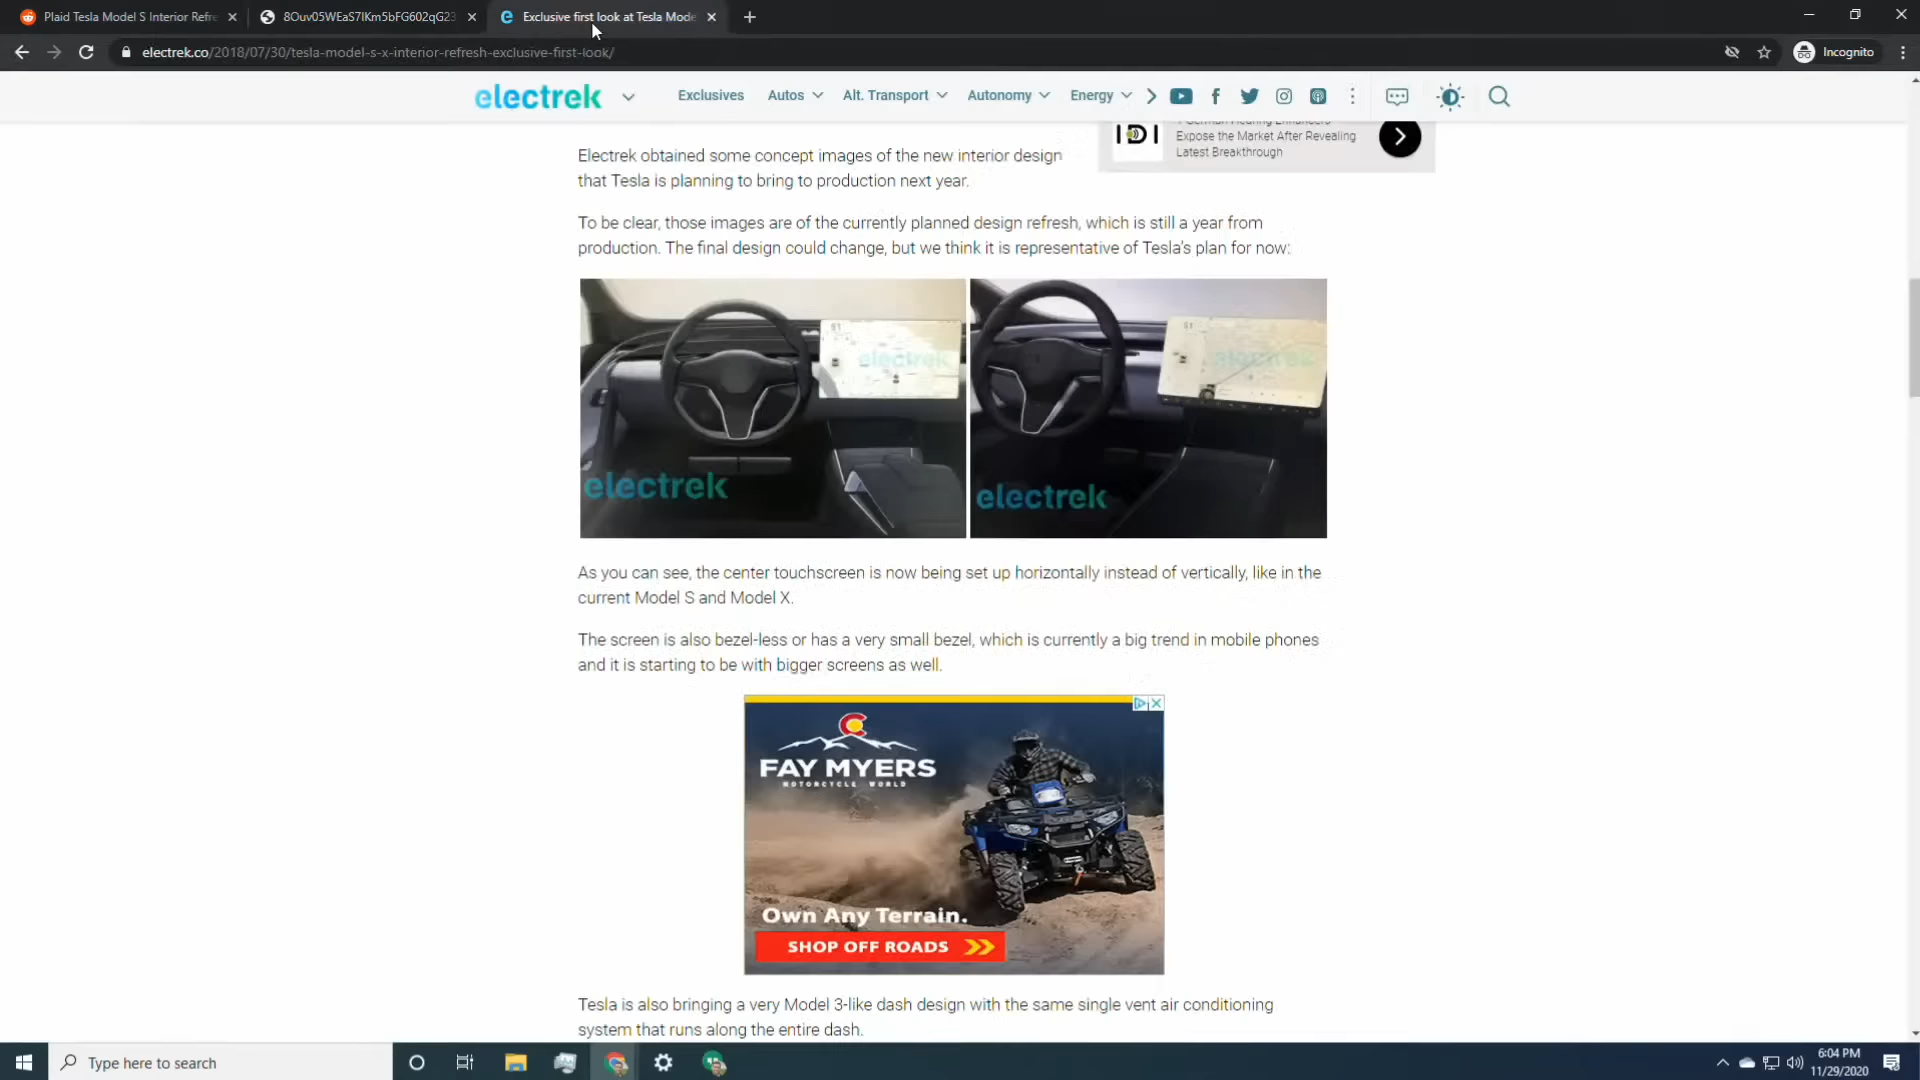 Plaid Tesla Model S Interior Refre
8Ouv05WEaS7IKm5bFG602qG23
Exclusive first look at Tesla Mode
electrek.co/2018/07/30/tesla-model-s-x-interior-refresh-exclusive-first-look/
Incognito
electrek
Exclusives
Autos
Alt. Transport
Autonomy
Energy
Expose the Market After Revealing
Latest Breakthrough
Electrek obtained some concept images of the new interior design
that Tesla is planning to bring to production next year.
To be clear, those images are of the currently planned design refresh, which is still a year from
production. The final design could change, but we think it is representative of Tesla's plan for now:
electrek
electrek
electrek
electrek
As you can see, the center touchscreen is now being set up horizontally instead of vertically, like in the
current Model S and Model X.
The screen is also bezel-less or has a very small bezel, which is currently a big trend in mobile phones
and it is starting to be with bigger screens as well.
FAY MYERS
MOTORCYCLE WORLD
Own Any Terrain.
SHOP OFF ROADS
Tesla is also bringing a very Model 3-like dash design with the same single vent air conditioning
system that runs along the entire dash.
Type here to search
6:04 PM
11/29/2020